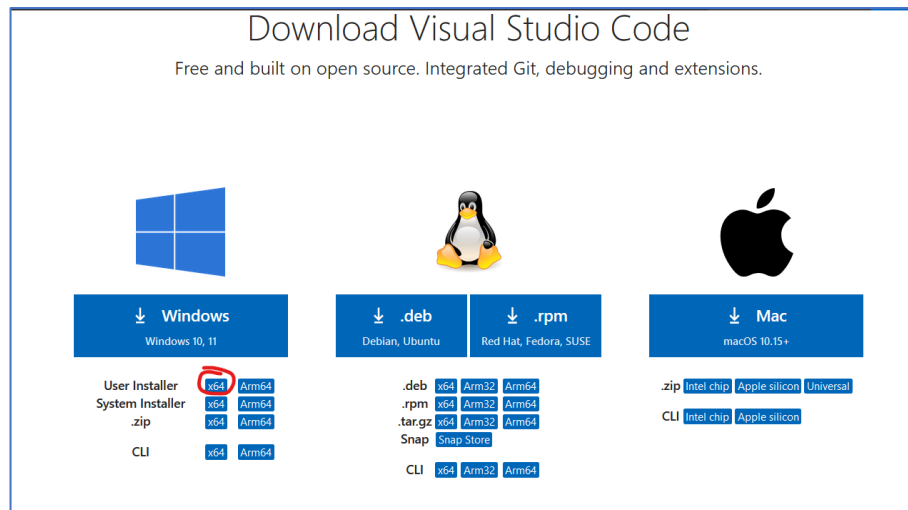 Download Visual Studio Code
Free and built on open source. Integrated Git, debugging and extensions.
Windows
Windows 10, 11
User Installer x64 Arm64
System Installer x64 Arm64
.zip x64 Arm64
CLI x64 Arm64
.deb
Debian, Ubuntu
.rpm
Red Hat, Fedora, SUSE
.deb x64 Arm32 Arm64
.rpm x64 Arm32 Arm64
.tar.gz x64 Arm32 Arm64
Snap Snap Store
CLI x64 Arm32 Arm64
Mac
macOS 10.15+
.zip Intel chip Apple silicon Universal
CLI Intel chip Apple silicon